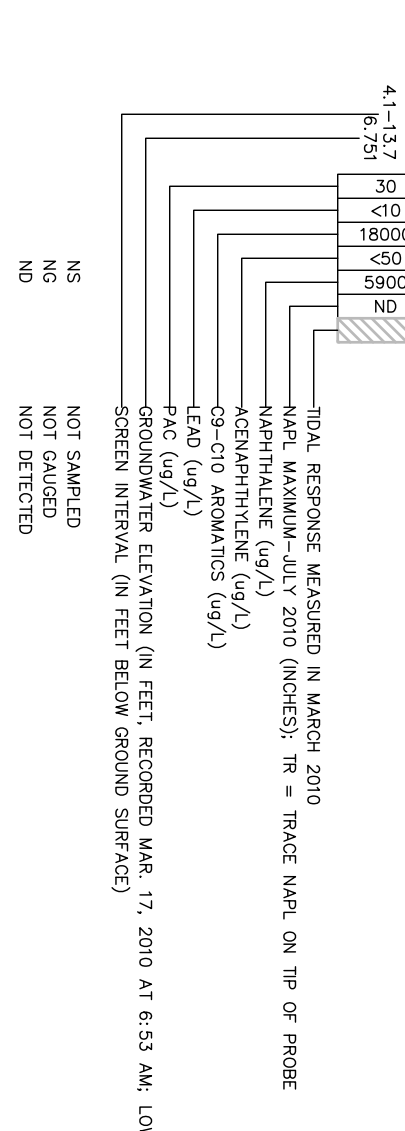 4.1-13.7
6.751
30
<10
18000
<50
5900
ND
TIDAL RESPONSE MEASURED IN MARCH 2010
NAPL MAXIMUM-JULY 2010 (INCHES); TR = TRACE NAPL ON TIP OF PROBE
NAPHTHALENE (ug/L)
ACENAPHTHYLENE (ug/L)
C9-C10 AROMATICS (ug/L)
LEAD (ug/L)
PAC (ug/L)
GROUNDWATER ELEVATION (IN FEET, RECORDED MAR. 17, 2010 AT 6:53 AM;
SCREEN INTERVAL (IN FEET BELOW GROUND SURFACE)
NS NOT SAMPLED
NG NOT GAUGED
ND NOT DETECTED